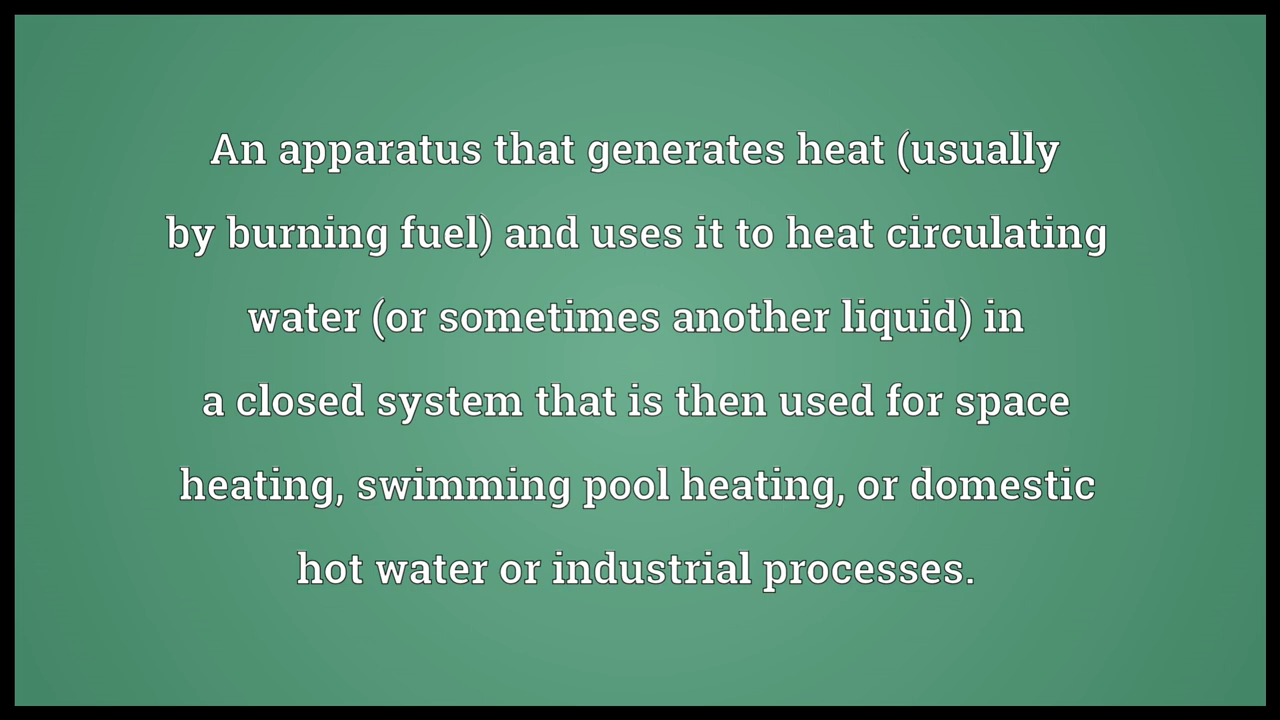 An apparatus that generates heat (usually
by burning fuel) and uses it to heat circulating
water (or sometimes another liquid) in
a closed system that is then used for space
heating, swimming pool heating, or domestic
hot water or industrial processes.